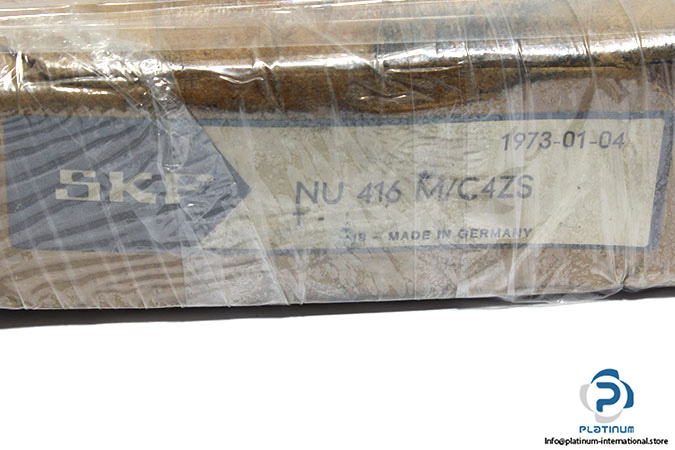 1973-01-04
SKF
NU 416 M/C4ZS
MADE IN GERMANY
PLATINUM
Info@platinum-international.store